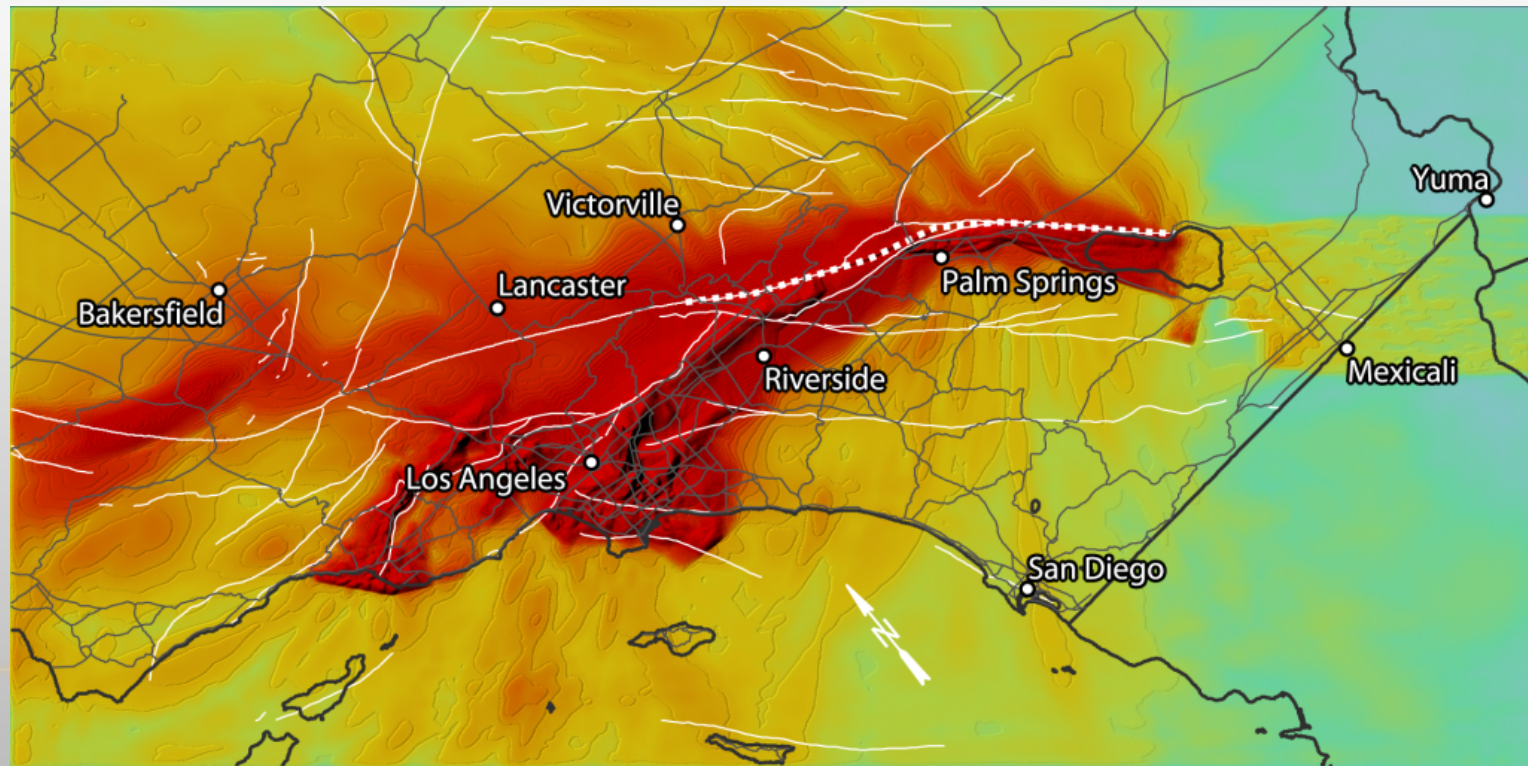 Yuma
Victorville
Lancaster
Palm Springs
Bakersfield
Riverside
Mexicali
Los Angeles
San Diego
N